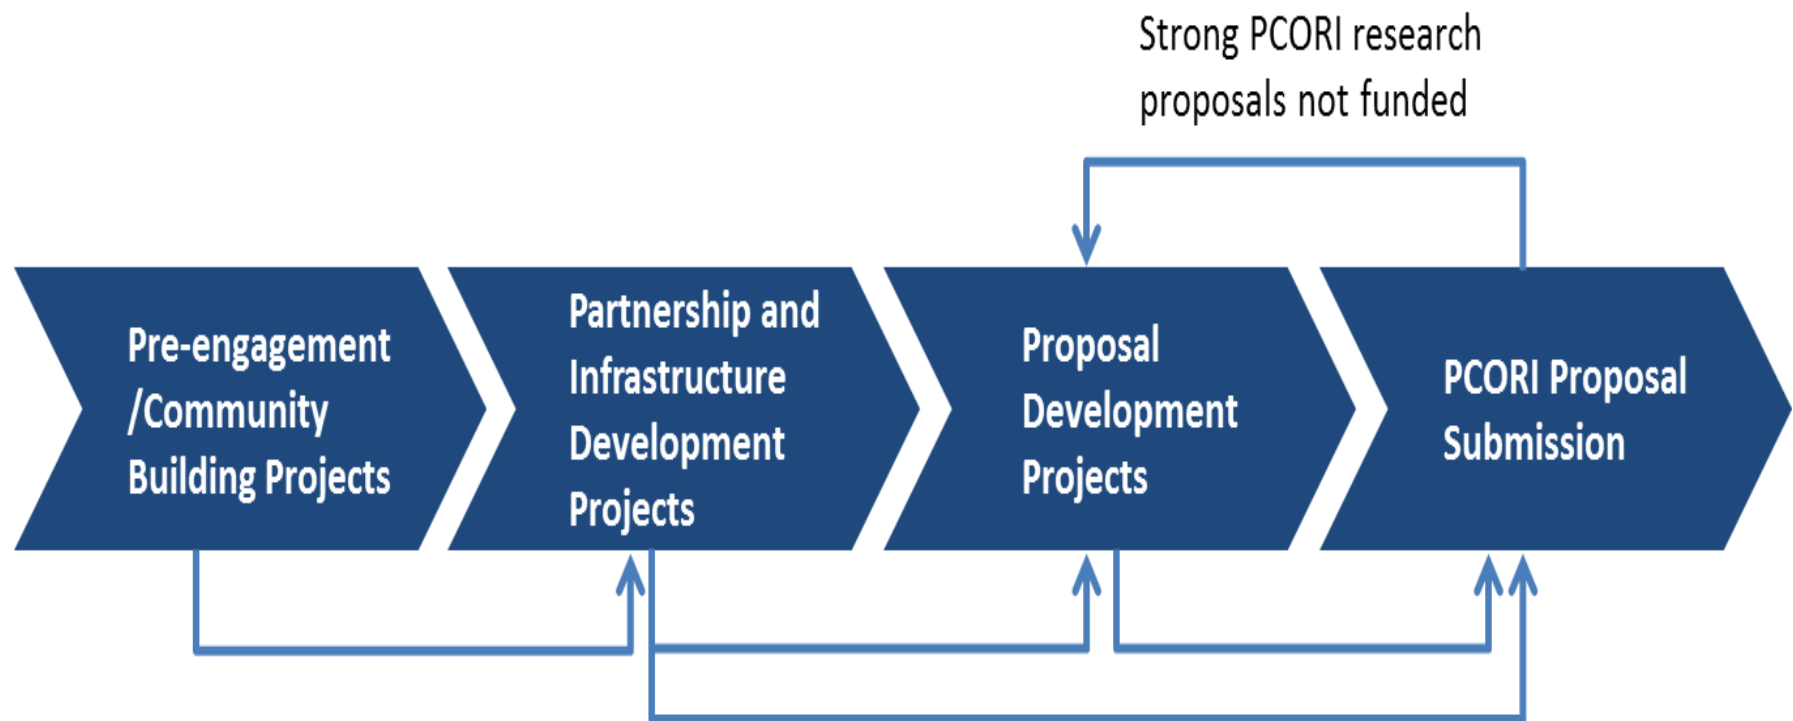 Strong PCORI research
proposals not funded
Pre-engagement
/Community
Building Projects
Partnership and
Infrastructure
Development
Projects
Proposal
Development
Projects
PCORI Proposal
Submission